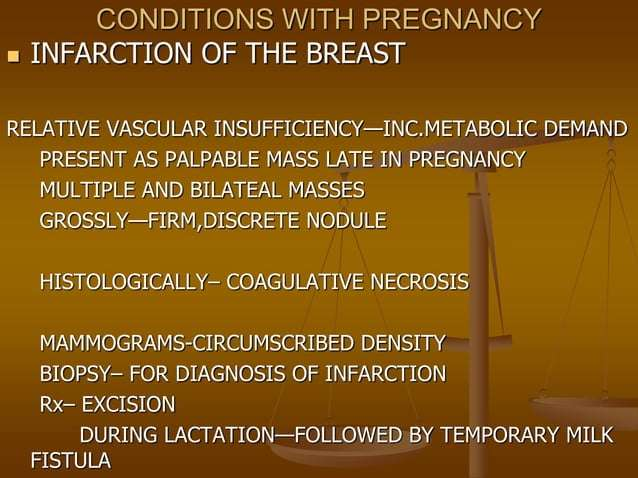 CONDITIONS WITH PREGNANCY
INFARCTION OF THE BREAST
RELATIVE VASCULAR INSUFFICIENCY—INC.METABOLIC DEMAND
PRESENT AS PALPABLE MASS LATE IN PREGNANCY
MULTIPLE AND BILATEAL MASSES
GROSSLY—FIRM,DISCRETE NODULE
HISTOLOGICALLY– COAGULATIVE NECROSIS
MAMMOGRAMS-CIRCUMSCRIBED DENSITY
BIOPSY– FOR DIAGNOSIS OF INFARCTION
Rx– EXCISION
DURING LACTATION—FOLLOWED BY TEMPORARY MILK
FISTULA